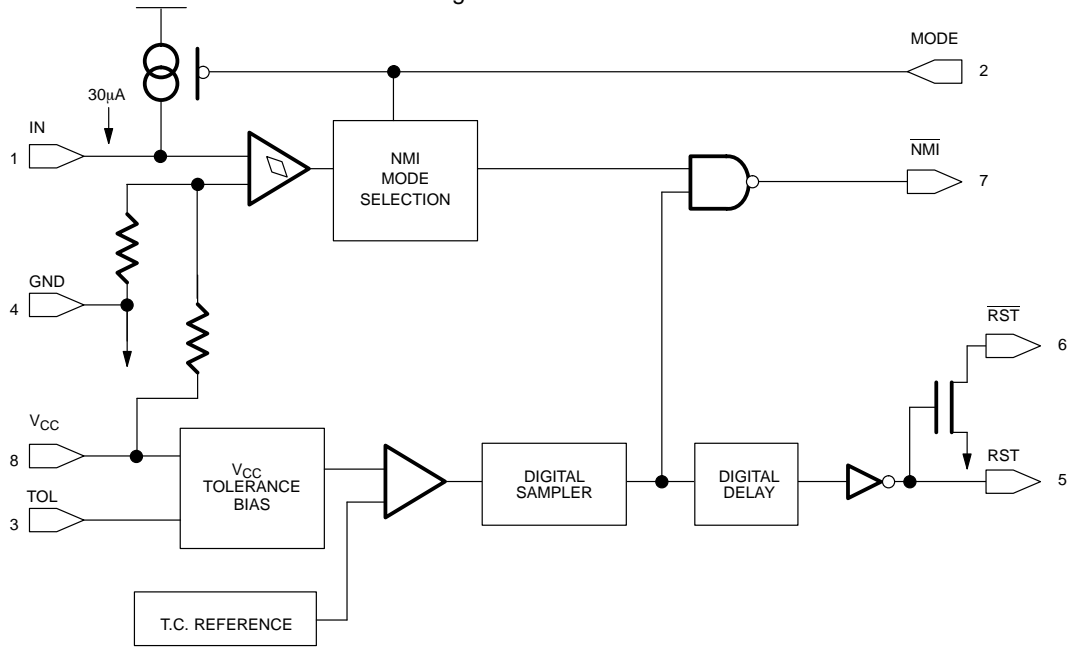 g
MODE
2
30µA
IN
1
NMI
MODE
SELECTION
NMI
7
GND
4
RST
6
VCC
8
VCC
TOLERANCE
BIAS
DIGITAL
SAMPLER
DIGITAL
DELAY
RST
5
TOL
3
T.C. REFERENCE